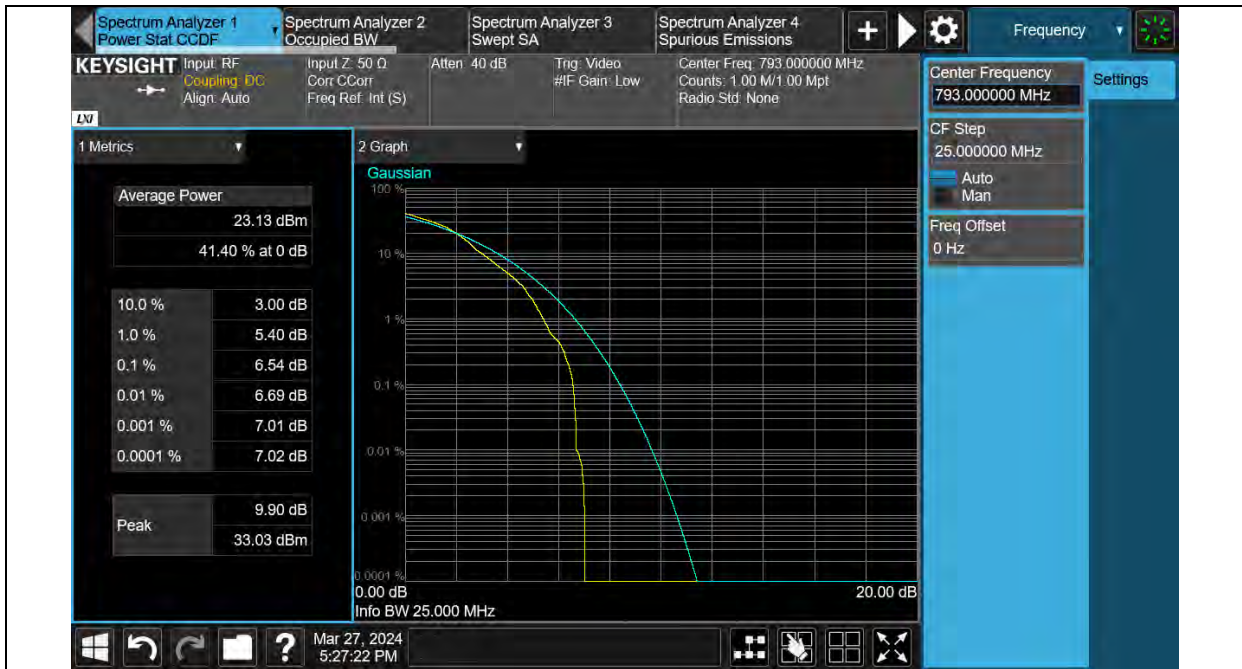 Spectrum Analyzer 1
Power Stat CCDF
Spectrum Analyzer 2
Occupied BW
Spectrum Analyzer 3
Swept SA
Spectrum Analyzer 4
Spurious Emissions
Frequency
KEYSIGHT
LXI
Input: RF
Coupling: DC
Align: Auto
Input Z: 50 Ω
Corr CCorr
Freq Ref: Int (S)
Atten: 40 dB
Trig: Video
#IF Gain: Low
Center Freq: 793.000000 MHz
Counts: 1.00 M/1.00 Mpt
Radio Std: None
Center Frequency
793.000000 MHz
Settings
CF Step
25.000000 MHz
Auto
Man
Freq Offset
0 Hz
1 Metrics
Average Power
23.13 dBm
41.40 % at 0 dB
10.0 % 3.00 dB
1.0 % 5.40 dB
0.1 % 6.54 dB
0.01 % 6.69 dB
0.001 % 7.01 dB
0.0001 % 7.02 dB
Peak
9.90 dB
33.03 dBm
2 Graph
Gaussian
100 %
10 %
1 %
0.1 %
0.01 %
0.001 %
0.0001 %
0.00 dB
20.00 dB
Info BW 25.000 MHz
Mar 27, 2024
5:27:22 PM